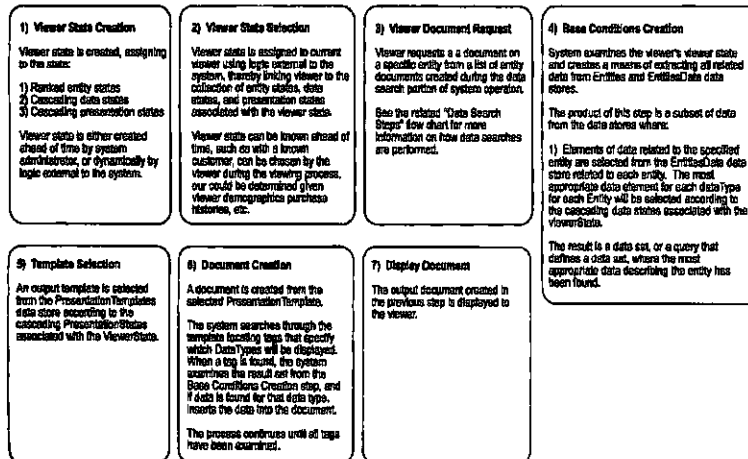 1) Viewer State Creation
Viewer state is created, assigning
to the state:
1) Ranked entity states
2) Cascading data states
3) Cascading presentation states
Viewer state is either created
ahead of time by system
administrator, or dynamically by
logic external to the system.
2) Viewer State Selection
Viewer state is assigned to current
viewer using logic external to the
system, thereby linking viewer to the
collection of entity states, data
states, and presentation states
associated with the viewer state.
Viewer state can be known ahead of
time, such as with a known
customer, can be chosen by the
viewer during the viewing process,
our could be determined given
viewer demographics purchase
histories, etc.
3) Viewer Document Request
Viewer requests a a document on
a specific entity from a list of entity
documents created during the data
search portion of system operation.
See the related "Data Search
Steps" flow chart for more
information on how data searches
are performed.
4) Base Conditions Creation
System examines the viewer's viewer state
and creates a means of extracting all related
data from Entities and EntitiesData data
stores.
The product of this step is a subset of data
from the data stores where:
1) Elements of data related to the specified
entity are selected from the EntitiesData data
store related to each entity. The most
appropriate data element for each dataType
for each Entity will be selected according to
the cascading data states associated with the
viewerState.
The result is a data set, or a query that
defines a data set, where the most
appropriate data describing the entity has
been found.
5) Template Selection
An output template is selected
from the PresentationTemplates
data store according to the
cascading PresentationStates
associated with the ViewerState.
6) Document Creation
A document is created from the
selected PresentationTemplate.
The system searches through the
template locating tags that specify
which DataTypes will be displayed.
When a tag is found, the system
examines the result set from the
Base Conditions Creation step, and
if data is found for that data type,
inserts the data into the document.
The process continues until all tags
have been examined.
7) Display Document
The output document created in
the previous step is displayed to
the viewer.